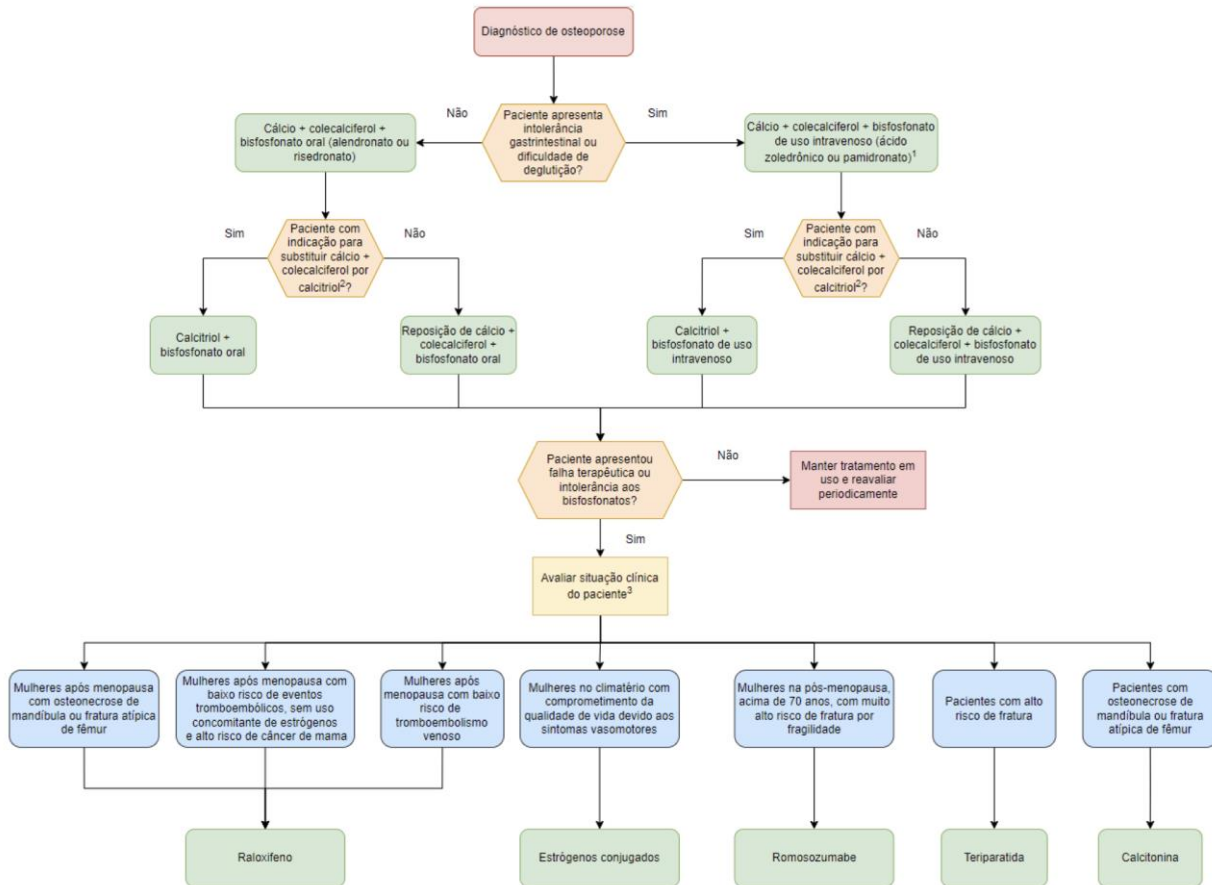 Diagnóstico de osteoporose
Não
Paciente apresenta
intolerância
gastrintestinal ou
dificuldade de
deglutição?
Sim
Cálcio + colecalciferol +
bisfosfonato oral (alendronato ou
risedronato)
Cálcio + colecalciferol + bisfosfonato
de uso intravenoso (ácido
zoledrônico ou pamidronato)1
Sim
Paciente com
indicação para
substituir cálcio +
colecalciferol por
calcitriol2?
Não
Sim
Paciente com
indicação para
substituir cálcio +
colecalciferol por
calcitriol2?
Não
Calcitriol +
bisfosfonato oral
Reposição de cálcio +
colecalciferol +
bisfosfonato oral
Calcitriol +
bisfosfonato de uso
intravenoso
Reposição de cálcio +
colecalciferol + bisfosfonato
de uso intravenoso
Paciente apresentou
falha terapêutica ou
intolerância aos
bisfosfonatos?
Não
Manter tratamento em
uso e reavaliar
periodicamente
Sim
Avaliar situação clínica
do paciente3
Mulheres após menopausa
com osteonecrose de
mandíbula ou fratura atípica
de fêmur
Mulheres após menopausa com
baixo risco de eventos
tromboembólicos, sem uso
concomitante de estrógenos
e alto risco de câncer de mama
Mulheres após
menopausa com baixo
risco de
tromboembolismo
venoso
Mulheres no climatério com
comprometimento da
qualidade de vida devido aos
sintomas vasomotores
Mulheres na pós-menopausa,
acima de 70 anos, com muito
alto risco de fratura por
fragilidade
Pacientes com alto
risco de fratura
Pacientes com
osteonecrose de
mandíbula ou fratura
atípica de fêmur
Raloxifeno
Estrógenos conjugados
Romosozumabe
Teriparatida
Calcitonina